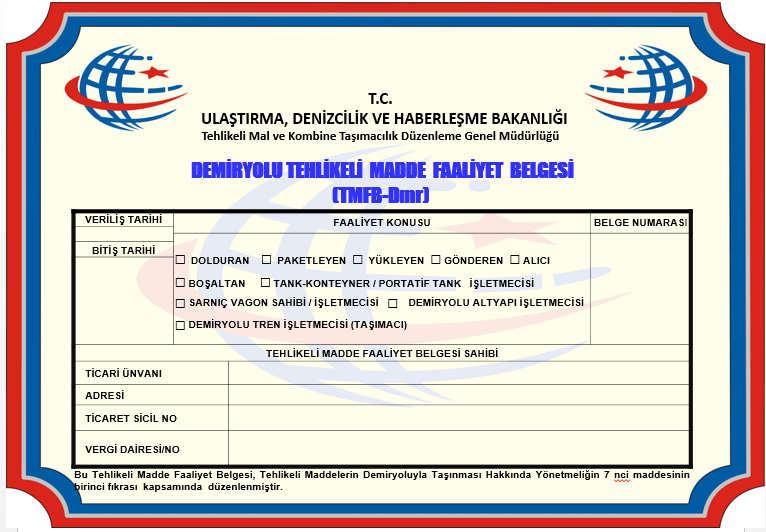 T.C.
ULAŞTIRMA, DENİZCİLİK VE HABERLEŞME BAKANLIĞI
Tehlikeli Mal ve Kombine Taşımacılık Düzenleme Genel Müdürlüğü
DEMİRYOLU TEHLİKELİ MADDE FAALİYET BELGESİ
(TMFB-Dmr)
VERİLİŞ TARİHİ FAALİYET KONUSU BELGE NUMARASI
BİTİŞ TARİHİ
☐ DOLDURAN ☐ PAKETLEYEN ☐ YÜKLEYEN ☐ GÖNDEREN ☐ ALICI
☐ BOŞALTAN ☐ TANK-KONTEYNER / PORTATİF TANK İŞLETMECİSİ
☐ SARNIÇ VAGON SAHİBİ / İŞLETMECİSİ ☐ DEMİRYOLU ALTYAPI İŞLETMECİSİ
☐ DEMİRYOLU TREN İŞLETMECİSİ (TAŞIMACI)
TEHLİKELİ MADDE FAALİYET BELGESİ SAHİBİ
TİCARİ ÜNVANI
ADRESİ
TİCARET SİCİL NO
VERGİ DAİRESİ/NO
Bu Tehlikeli Madde Faaliyet Belgesi, Tehlikeli Maddelerin Demiryoluyla Taşınması Hakkında Yönetmeliğin 7 nci maddesinin
birinci fıkrası kapsamında düzenlenmiştir.